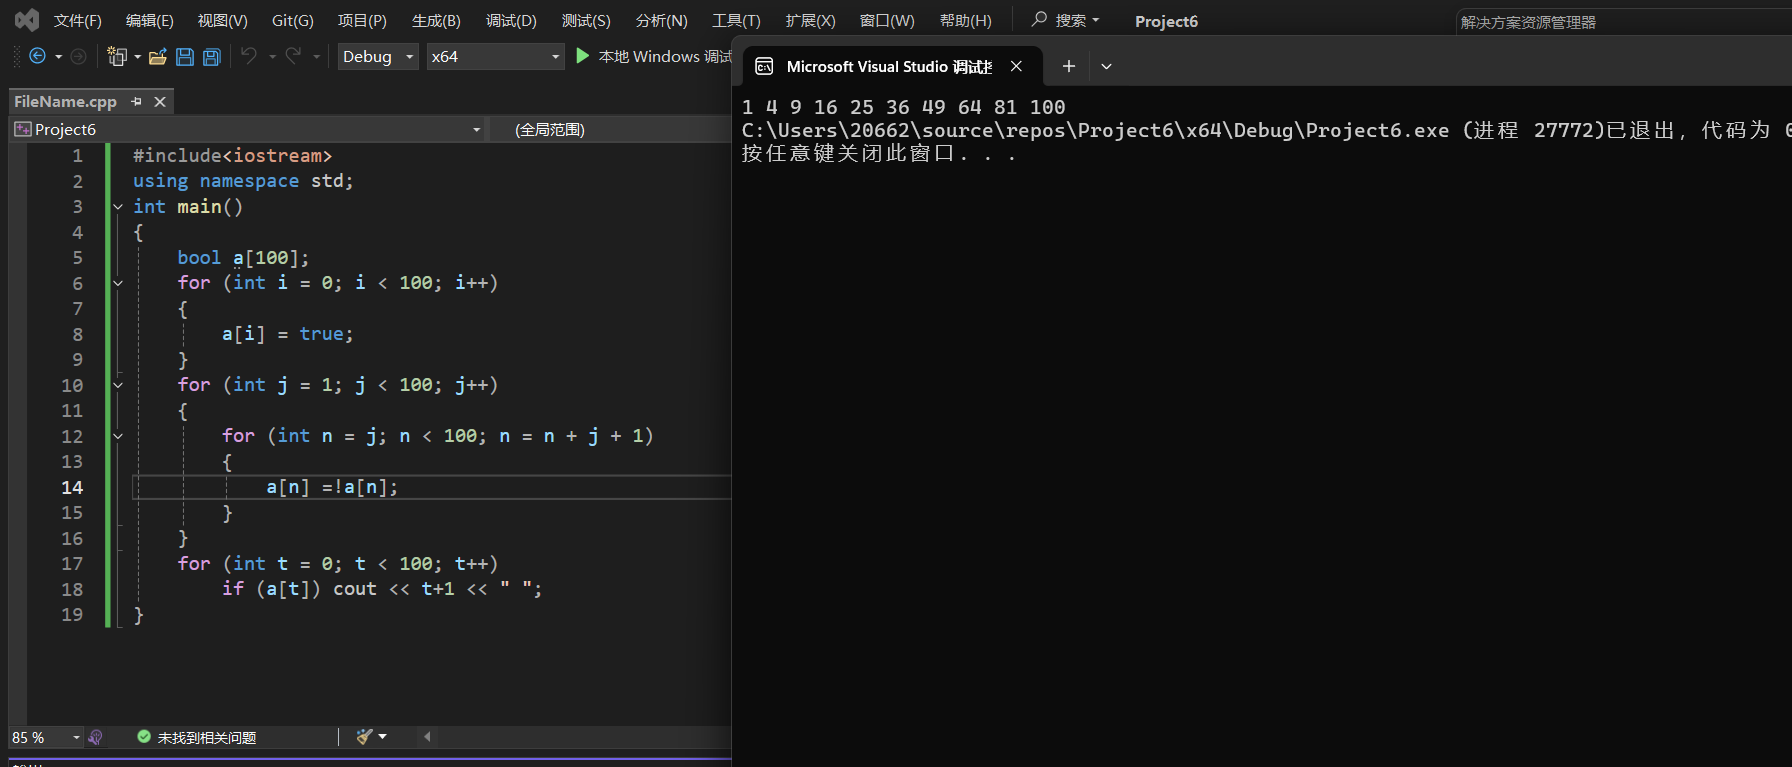 文件(F) 编辑(E) 视图(V) Git(G) 项目(P) 生成(B) 调试(D) 测试(S) 分析(N) 工具(T) 扩展(X) 窗口(W) 帮助(H) 搜索 Project6 解决方案资源管理器
Debug x64 本地 Windows 调试
FileName.cpp
Project6 (全局范围)
1 #include<iostream>
2 using namespace std;
3 int main()
4 {
5 bool a[100];
6 for (int i = 0; i < 100; i++)
7 {
8 a[i] = true;
9 }
10 for (int j = 1; j < 100; j++)
11 {
12 for (int n = j; n < 100; n = n + j + 1)
13 {
14 a[n] =!a[n];
15 }
16 }
17 for (int t = 0; t < 100; t++)
18 if (a[t]) cout << t+1 << " ";
19 }
85 % 未找到相关问题
Microsoft Visual Studio 调试
1 4 9 16 25 36 49 64 81 100
C:\Users\20662\source\repos\Project6\x64\Debug\Project6.exe (进程 27772)已退出，代码为 0
按任意键关闭此窗口. . .